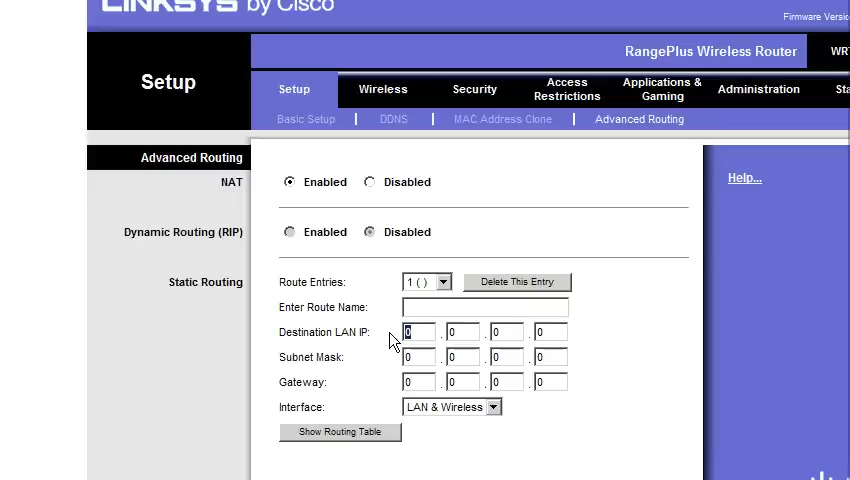 LINKSYS by Cisco
Firmware Versio
RangePlus Wireless Router
WR
Setup
Setup
Wireless
Security
Access Restrictions
Applications & Gaming
Administration
Sta
Basic Setup | DDNS | MAC Address Clone | Advanced Routing
Advanced Routing
NAT
Enabled Disabled
Help...
Dynamic Routing (RIP)
Enabled Disabled
Static Routing
Route Entries: 1 ( ) Delete This Entry
Enter Route Name:
Destination LAN IP: 0 . 0 . 0 . 0
Subnet Mask: 0 . 0 . 0 . 0
Gateway: 0 . 0 . 0 . 0
Interface: LAN & Wireless
Show Routing Table